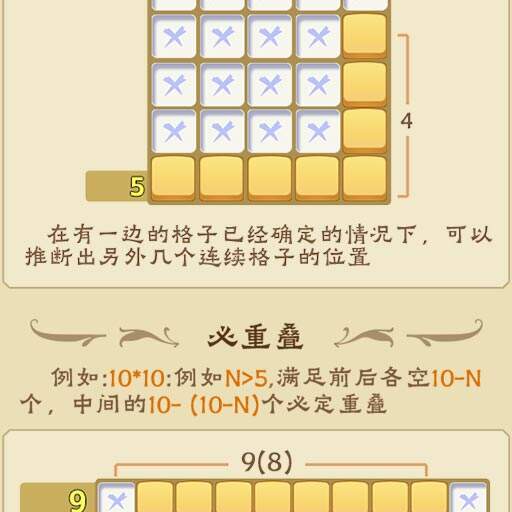 4
5
在有一边的格子已经确定的情况下，可以
推断出另外几个连续格子的位置
必重叠
例如:10*10:例如N>5,满足前后各空10-N
个，中间的10-(10-N)个必定重叠
9(8)
9